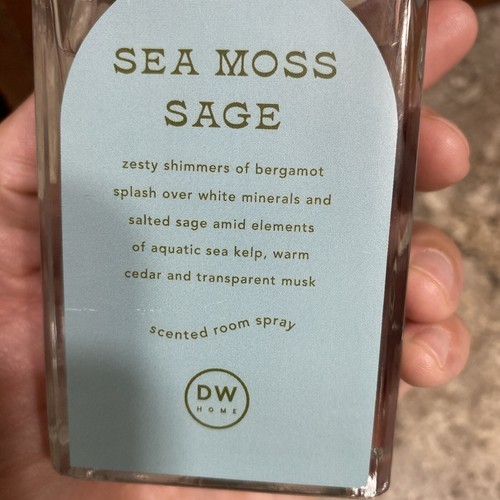 SEA MOSS
SAGE
zesty shimmers of bergamot
splash over white minerals and
salted sage amid elements
of aquatic sea kelp, warm
cedar and transparent musk
scented room spray
DW
HOME